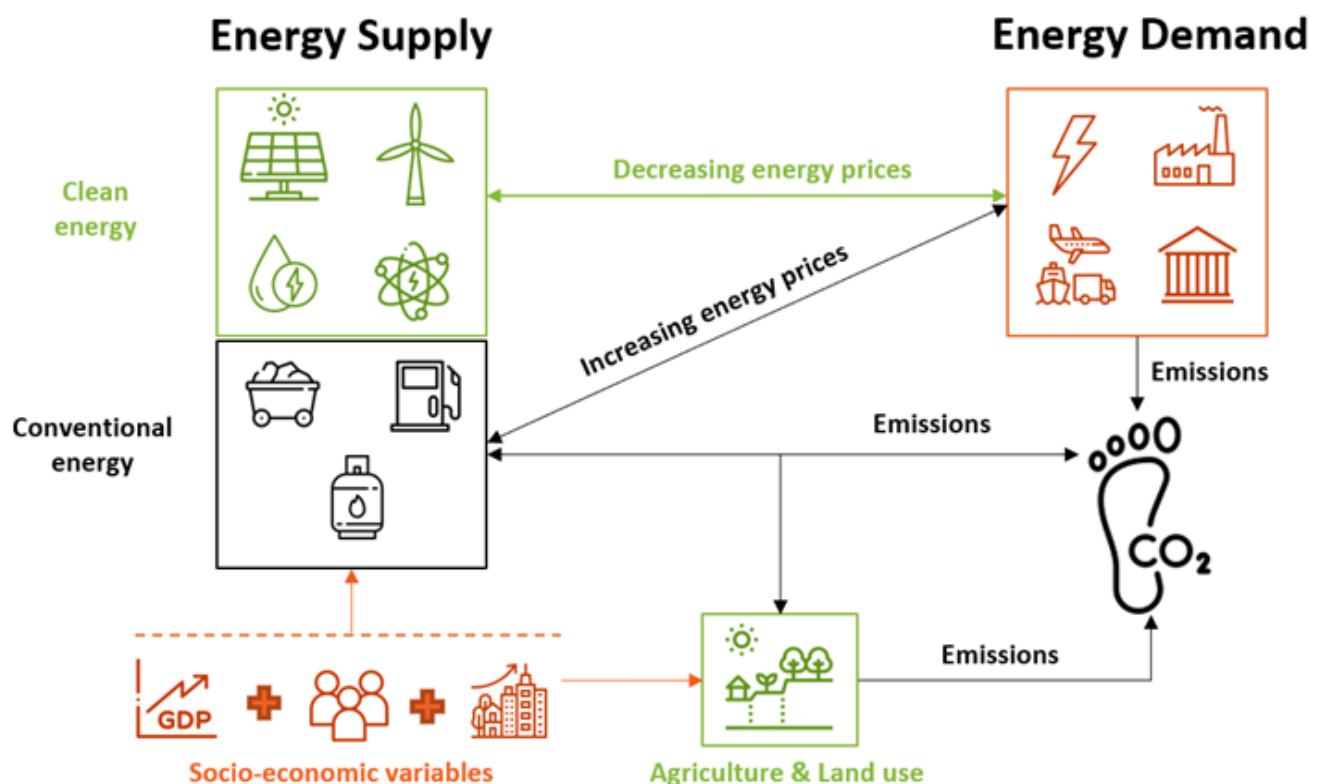 Energy Supply
Energy Demand
Clean
energy
Decreasing energy prices
Increasing energy prices
Emissions
Conventional
energy
Emissions
CO₂
GDP
Emissions
Socio-economic variables
Agriculture & Land use